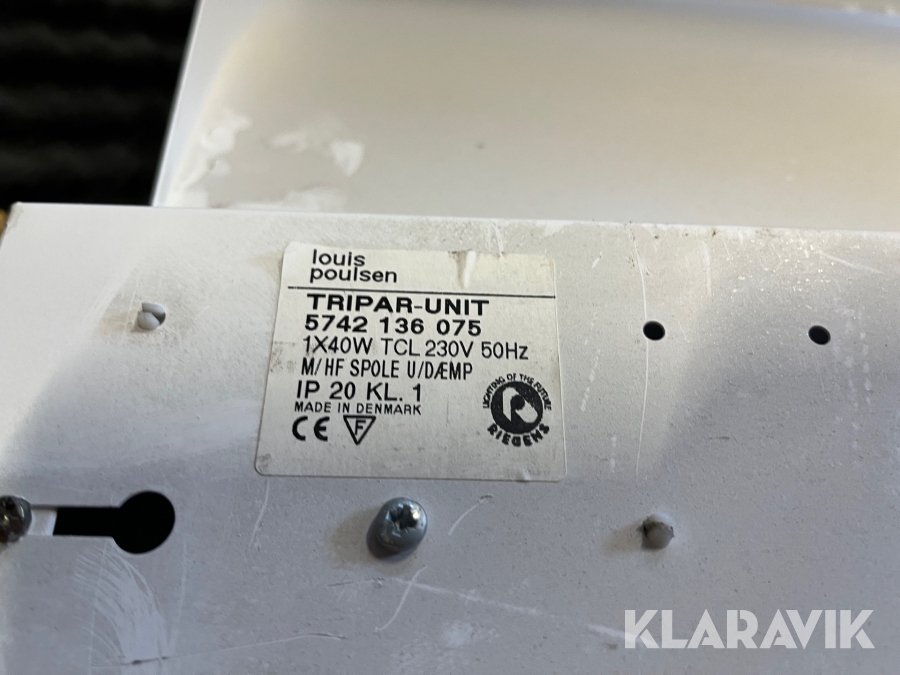 louis
poulsen
TRIPAR-UNIT
5742 136 075
1X40W TCL 230V 50Hz
M/HF SPOLE U/DÆMP
IP 20 KL. 1
MADE IN DENMARK
CE F
LIGHTING OF THE FUTURE
R
RIEGENS
KLARAVIK